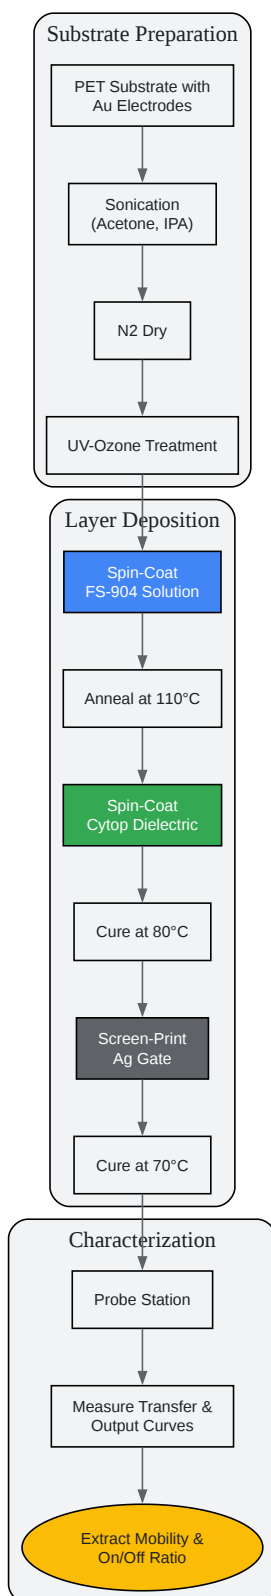 Substrate Preparation
PET Substrate with
Au Electrodes
Sonication
(Acetone, IPA)
N2 Dry
UV-Ozone Treatment
Layer Deposition
Spin-Coat
FS-904 Solution
Anneal at 110°C
Spin-Coat
Cytop Dielectric
Cure at 80°C
Screen-Print
Ag Gate
Cure at 70°C
Characterization
Probe Station
Measure Transfer &
Output Curves
Extract Mobility &
On/Off Ratio